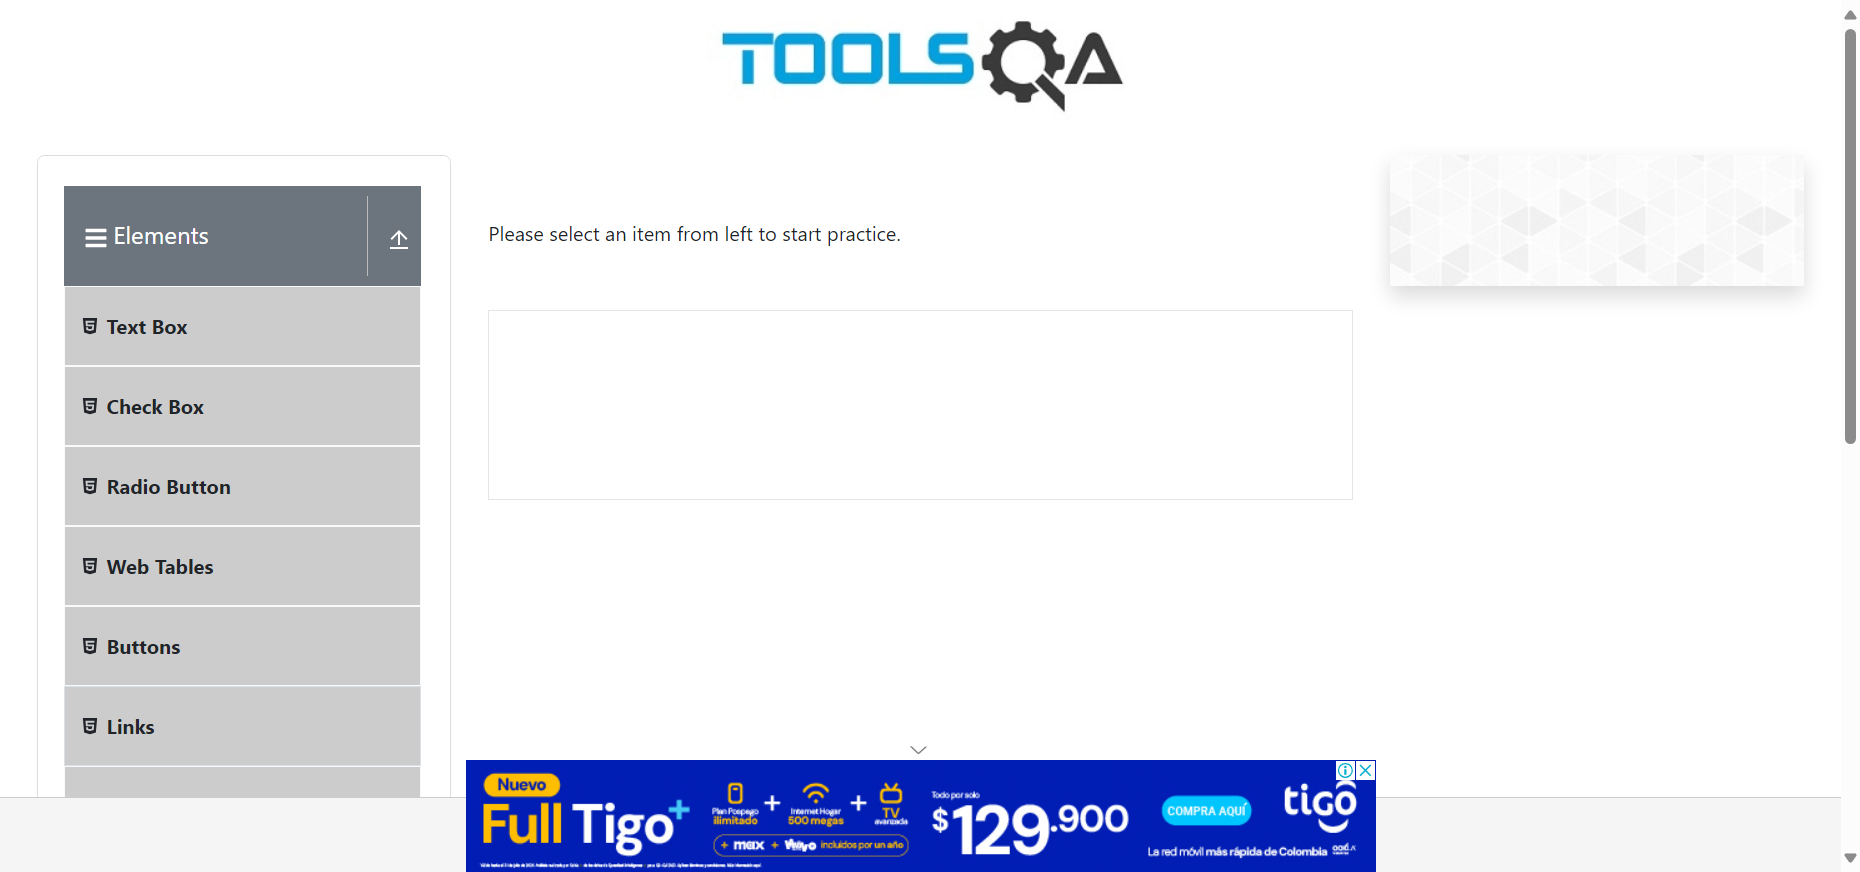 TOOLSQA
Elements
Please select an item from left to start practice.
Text Box
Check Box
Radio Button
Web Tables
Buttons
Links
Nuevo
Full Tigo+
Plan Pospago
ilimitado
+
Internet Hogar
500 megas
+
TV
avanzada
+ max + incluidos por un año
Todo por solo
$129.900
COMPRA AQUÍ
tigo
La red móvil más rápida de Colombia